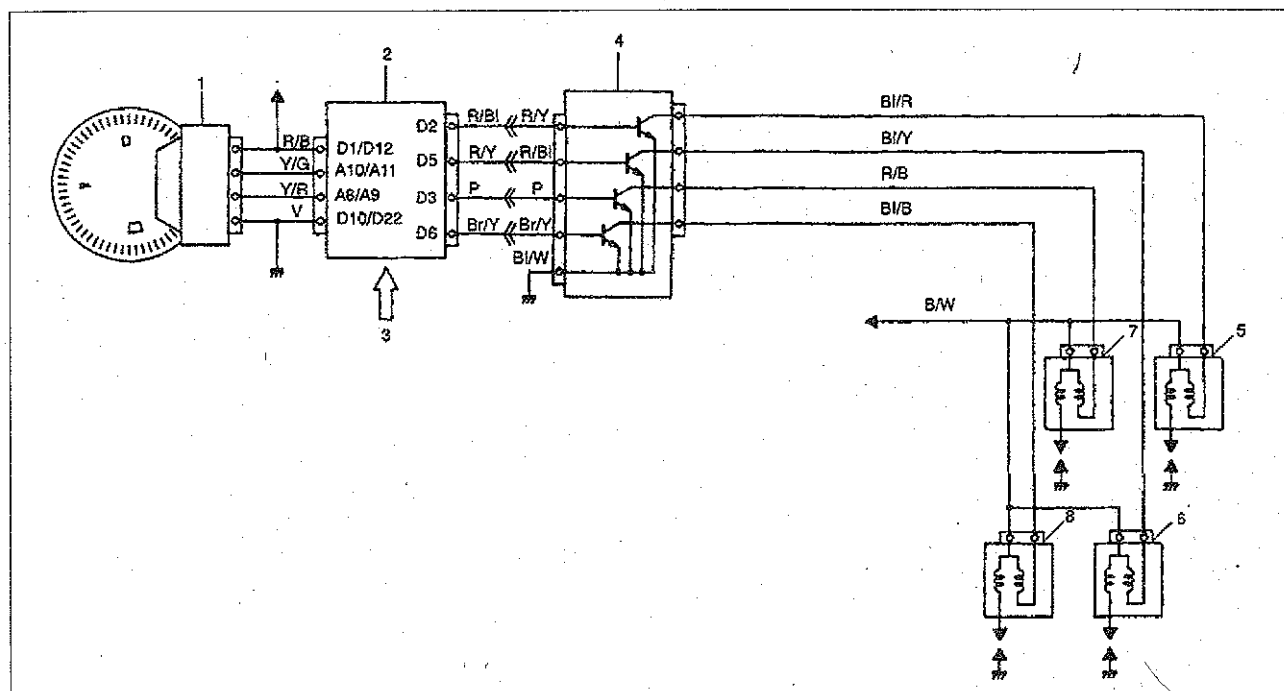 1
2
3
4
R/B
Y/G
Y/R
V
D1/D12
A10/A11
A8/A9
D10/D22
D2
D5
D3
D6
R/Bl
R/Y
R/Y
R/Bl
P
P
Br/Y
Br/Y
Bl/W
Bl/R
Bl/Y
R/B
Bl/B
B/W
7
5
8
6